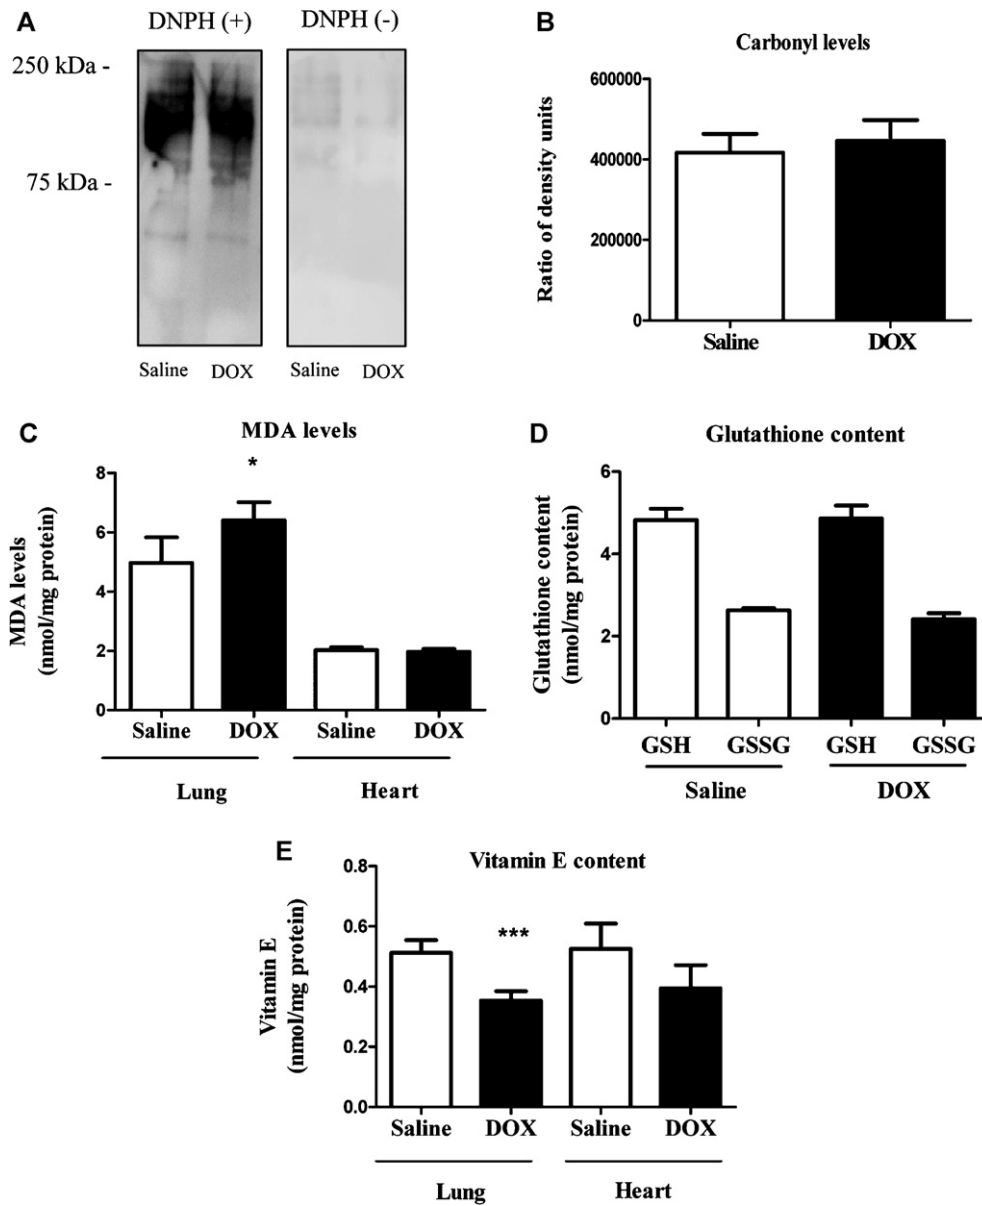 A
DNPH (+) DNPH (-)
250 kDa -
75 kDa -
Saline DOX Saline DOX
B
Carbonyl levels
Ratio of density units
600000
400000
200000
0
Saline DOX
C
MDA levels
MDA levels
(nmol/mg protein)
8
6
4
2
0
*
Saline DOX Saline DOX
Lung Heart
D
Glutathione content
Glutathione content
(nmol/mg protein)
6
4
2
0
GSH GSSG GSH GSSG
Saline DOX
E
Vitamin E content
Vitamin E
(nmol/mg protein)
0.8
0.6
0.4
0.2
0.0
***
Saline DOX Saline DOX
Lung Heart